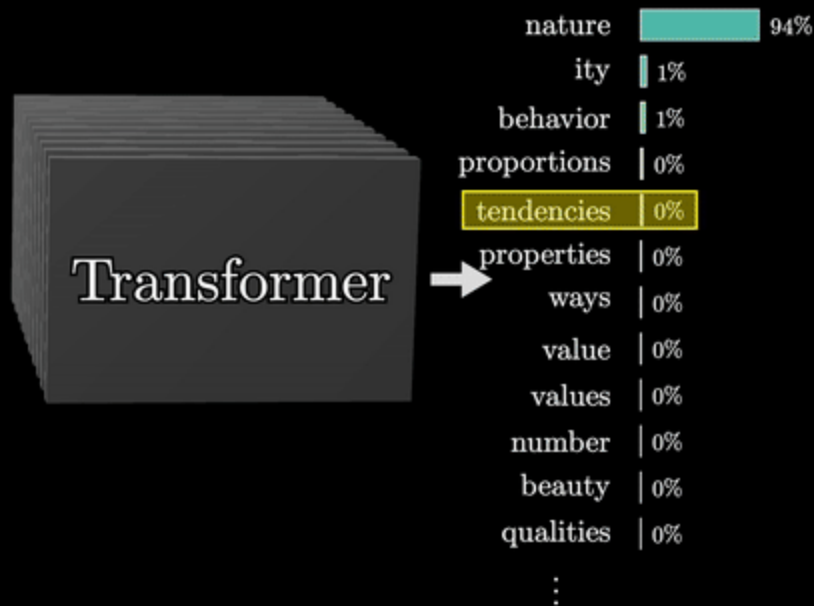 nature 94%
ity 1%
behavior 1%
proportions 0%
tendencies 0%
Transformer
properties 0%
ways 0%
value 0%
values 0%
number 0%
beauty 0%
qualities 0%
⋮